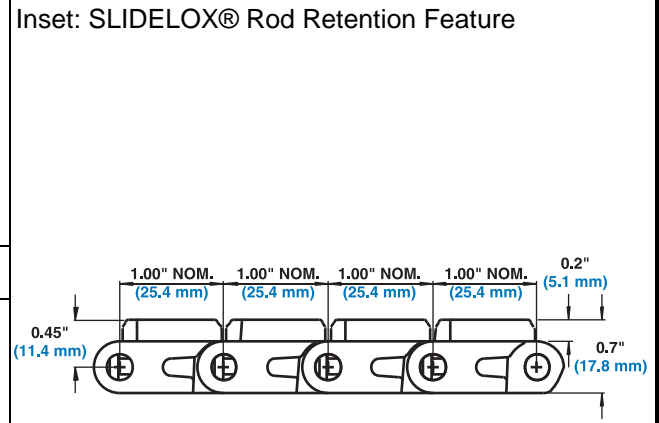 Inset: SLIDELOX® Rod Retention Feature
1.00" NOM. 1.00" NOM. 1.00" NOM. 1.00" NOM.
(25.4 mm) (25.4 mm) (25.4 mm) (25.4 mm)
0.2"
(5.1 mm)
0.45"
(11.4 mm)
0.7"
(17.8 mm)